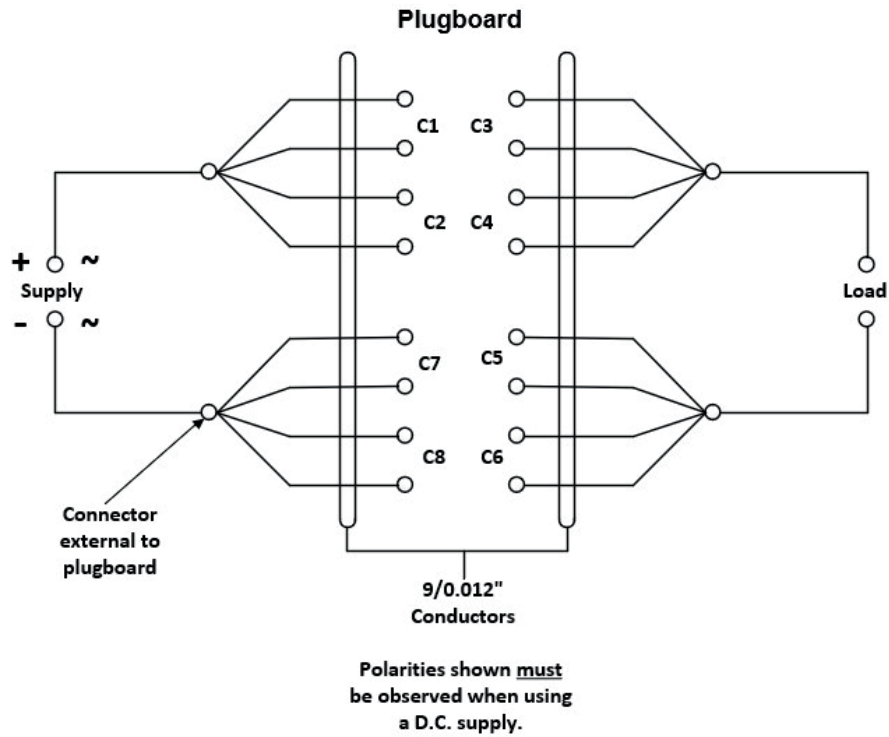 Plugboard
C1
C3
C2
C4
+ ~
Supply
- ~
Load
C7
C5
C8
C6
Connector
external to
plugboard
9/0.012"
Conductors
Polarities shown must
be observed when using
a D.C. supply.